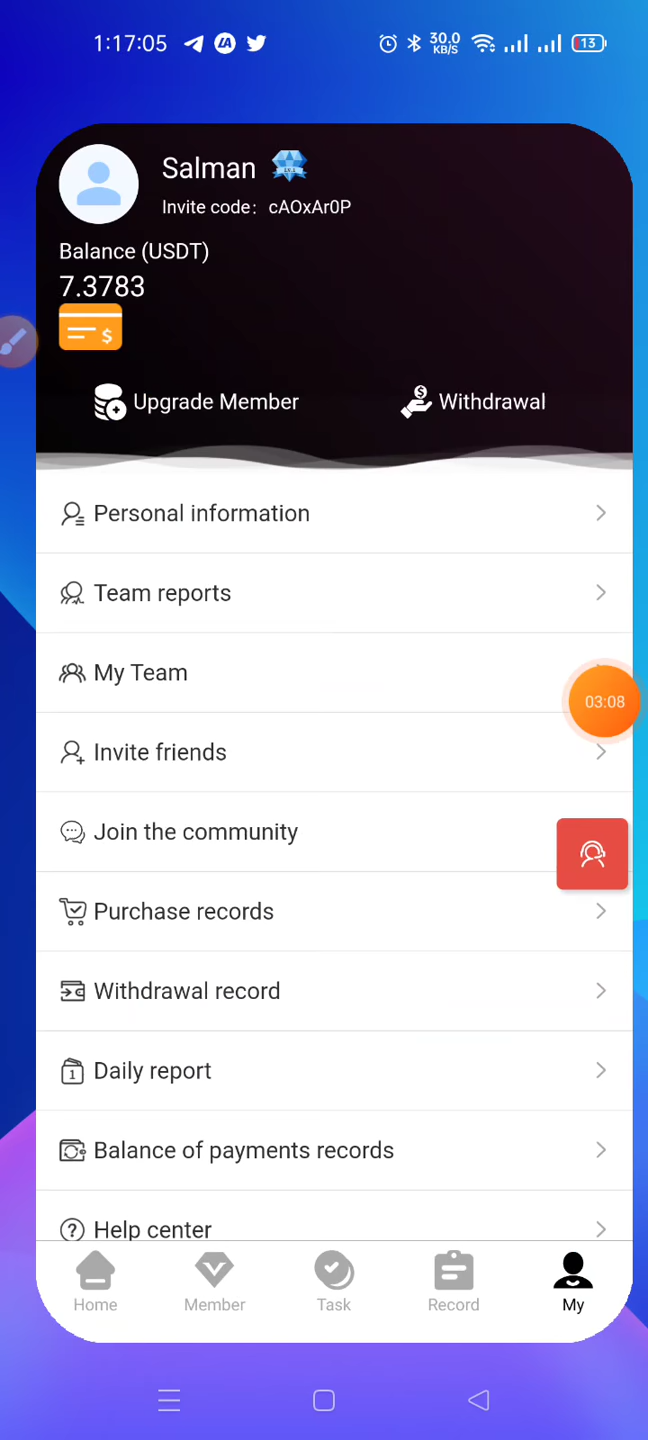 1:17:05
30.0
KB/S
13
Salman
Invite code: cAOxAr0P
Balance (USDT)
7.3783
Upgrade Member
Withdrawal
Personal information
Team reports
My Team
03:08
Invite friends
Join the community
Purchase records
Withdrawal record
Daily report
Balance of payments records
Help center
Home
Member
Task
Record
My